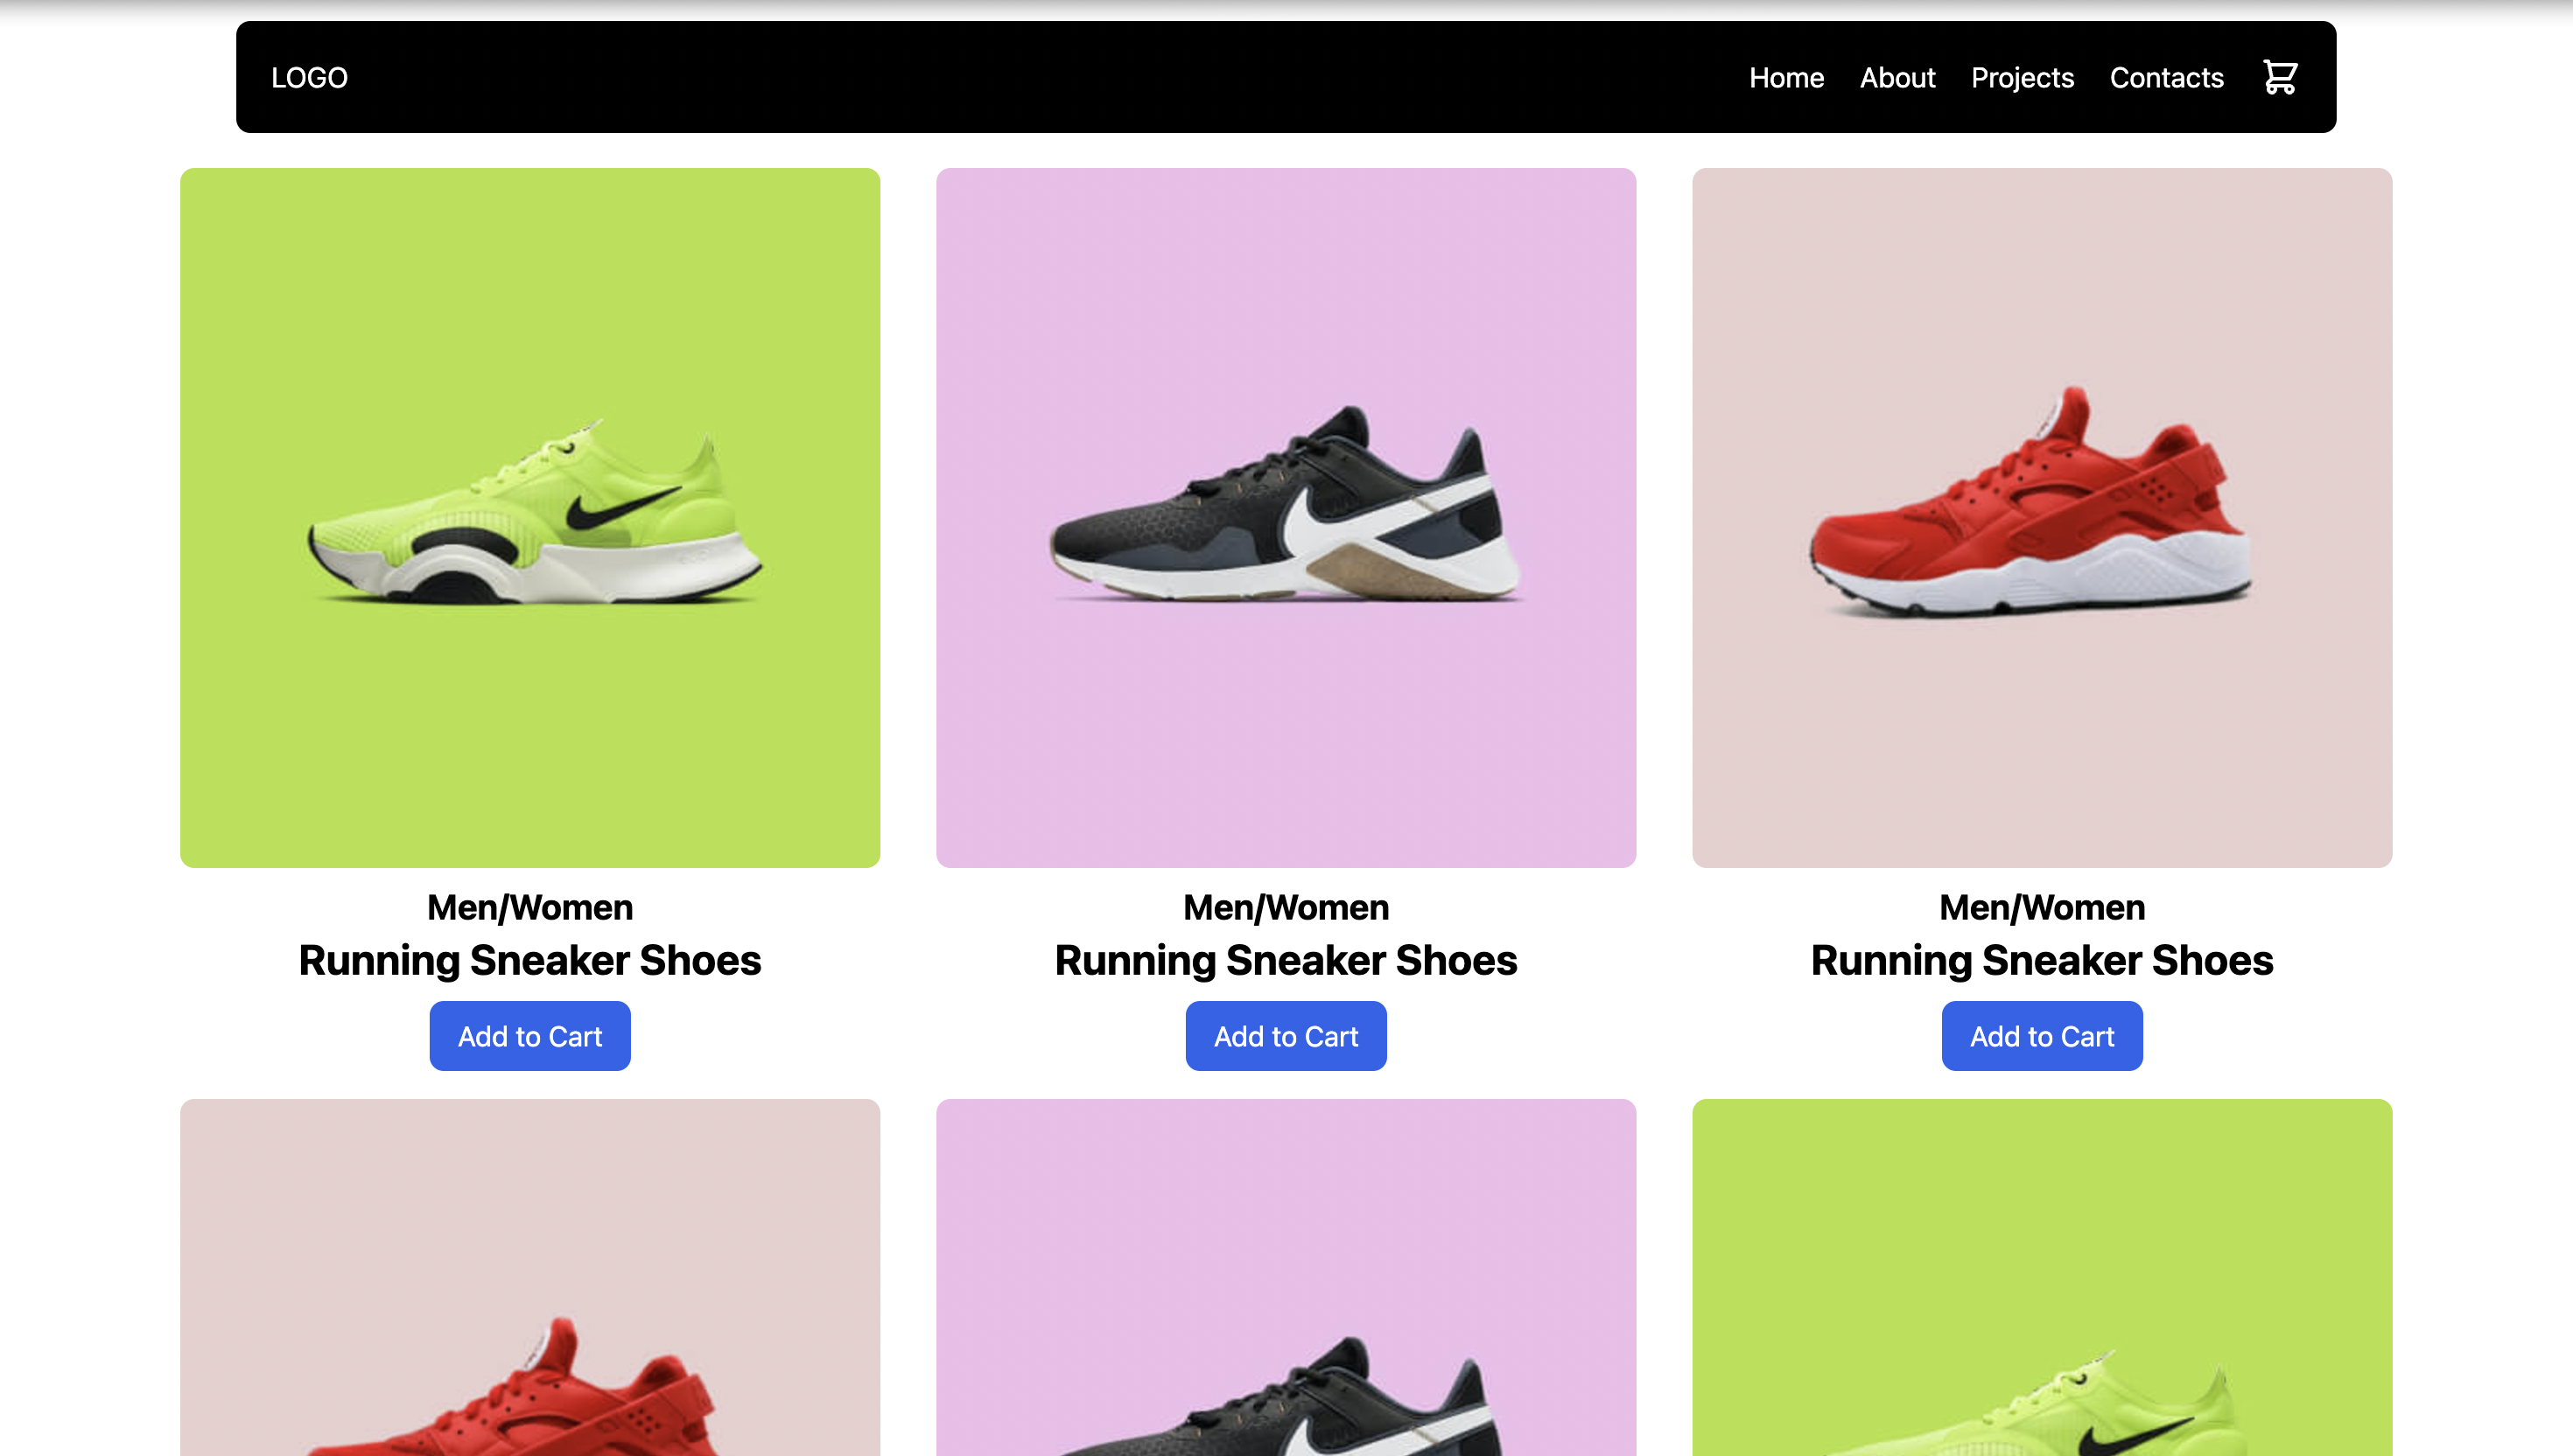 LOGO
Home About Projects Contacts
Men/Women
Running Sneaker Shoes
Add to Cart
Men/Women
Running Sneaker Shoes
Add to Cart
Men/Women
Running Sneaker Shoes
Add to Cart